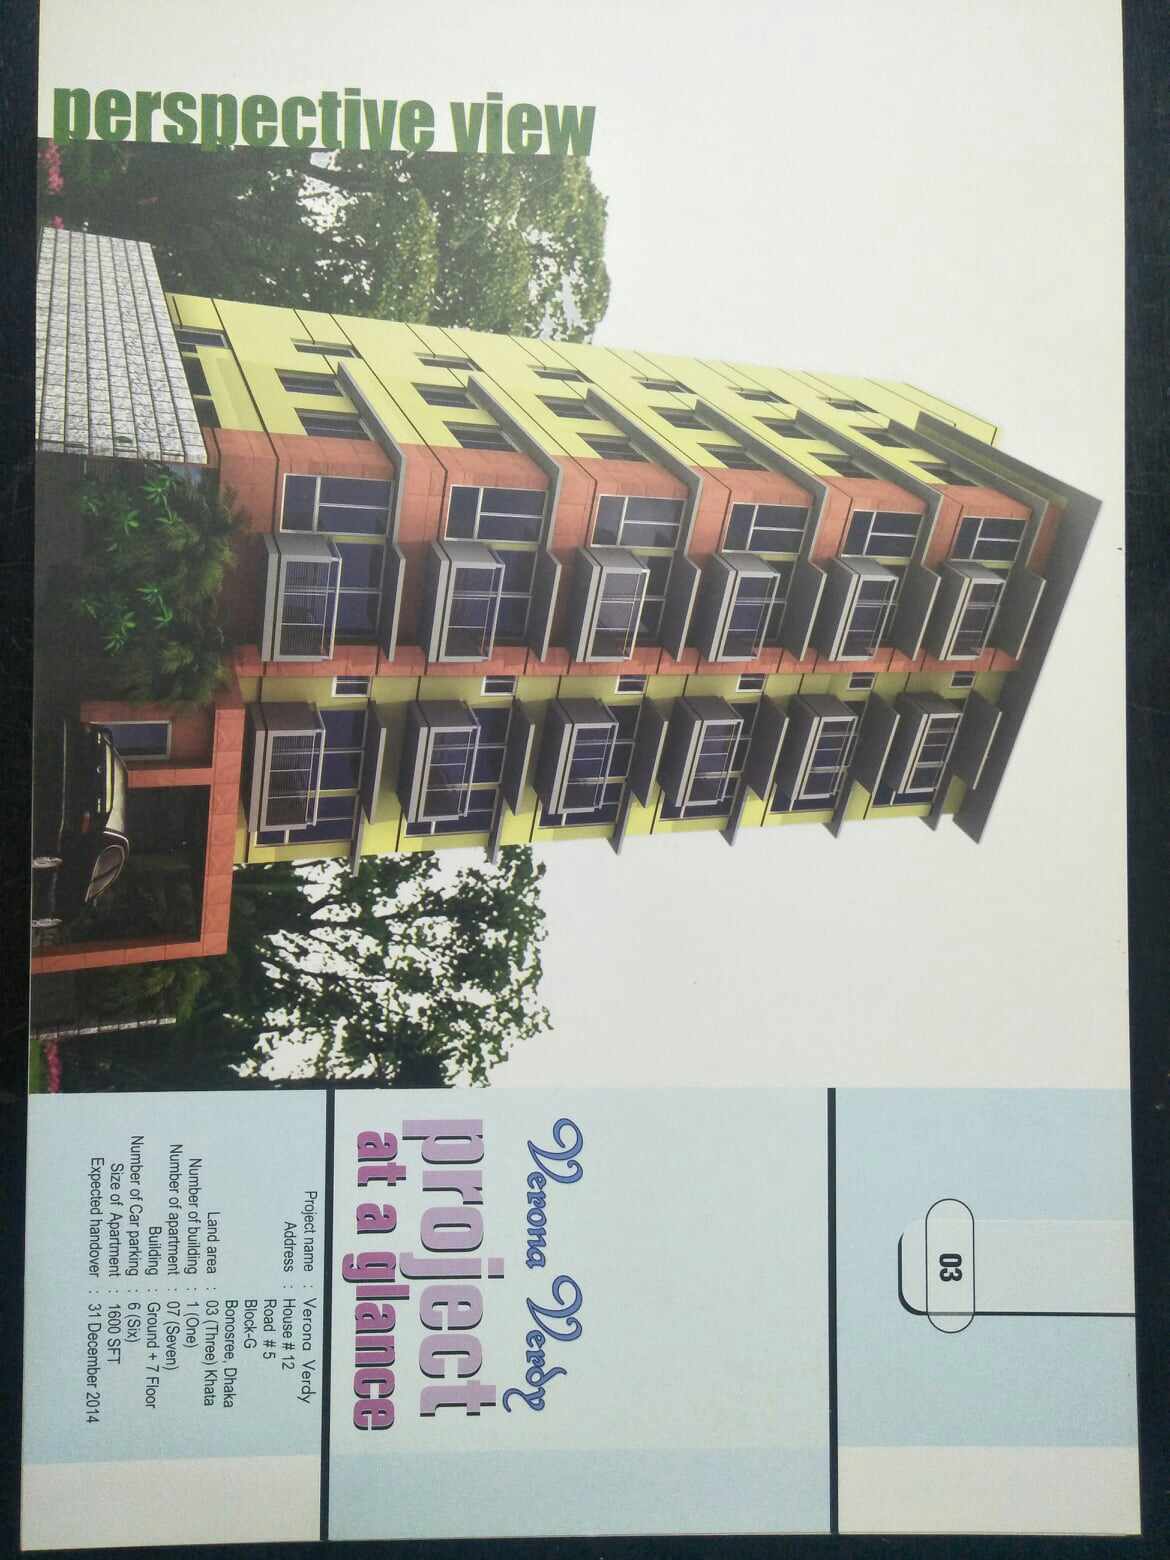 perspective view
03
Verona Verdy
project
at a glance
Project name : Verona Verdy
Address : House # 12
Road # 5
Block-G
Bonosree, Dhaka
Land area : 03 (Three) Khata
Number of building : 1 (One)
Number of apartment : 07 (Seven)
Building : Ground + 7 Floor
Number of Car parking : 6 (Six)
Size of Apartment : 1600 SFT
Expected handover : 31 December 2014